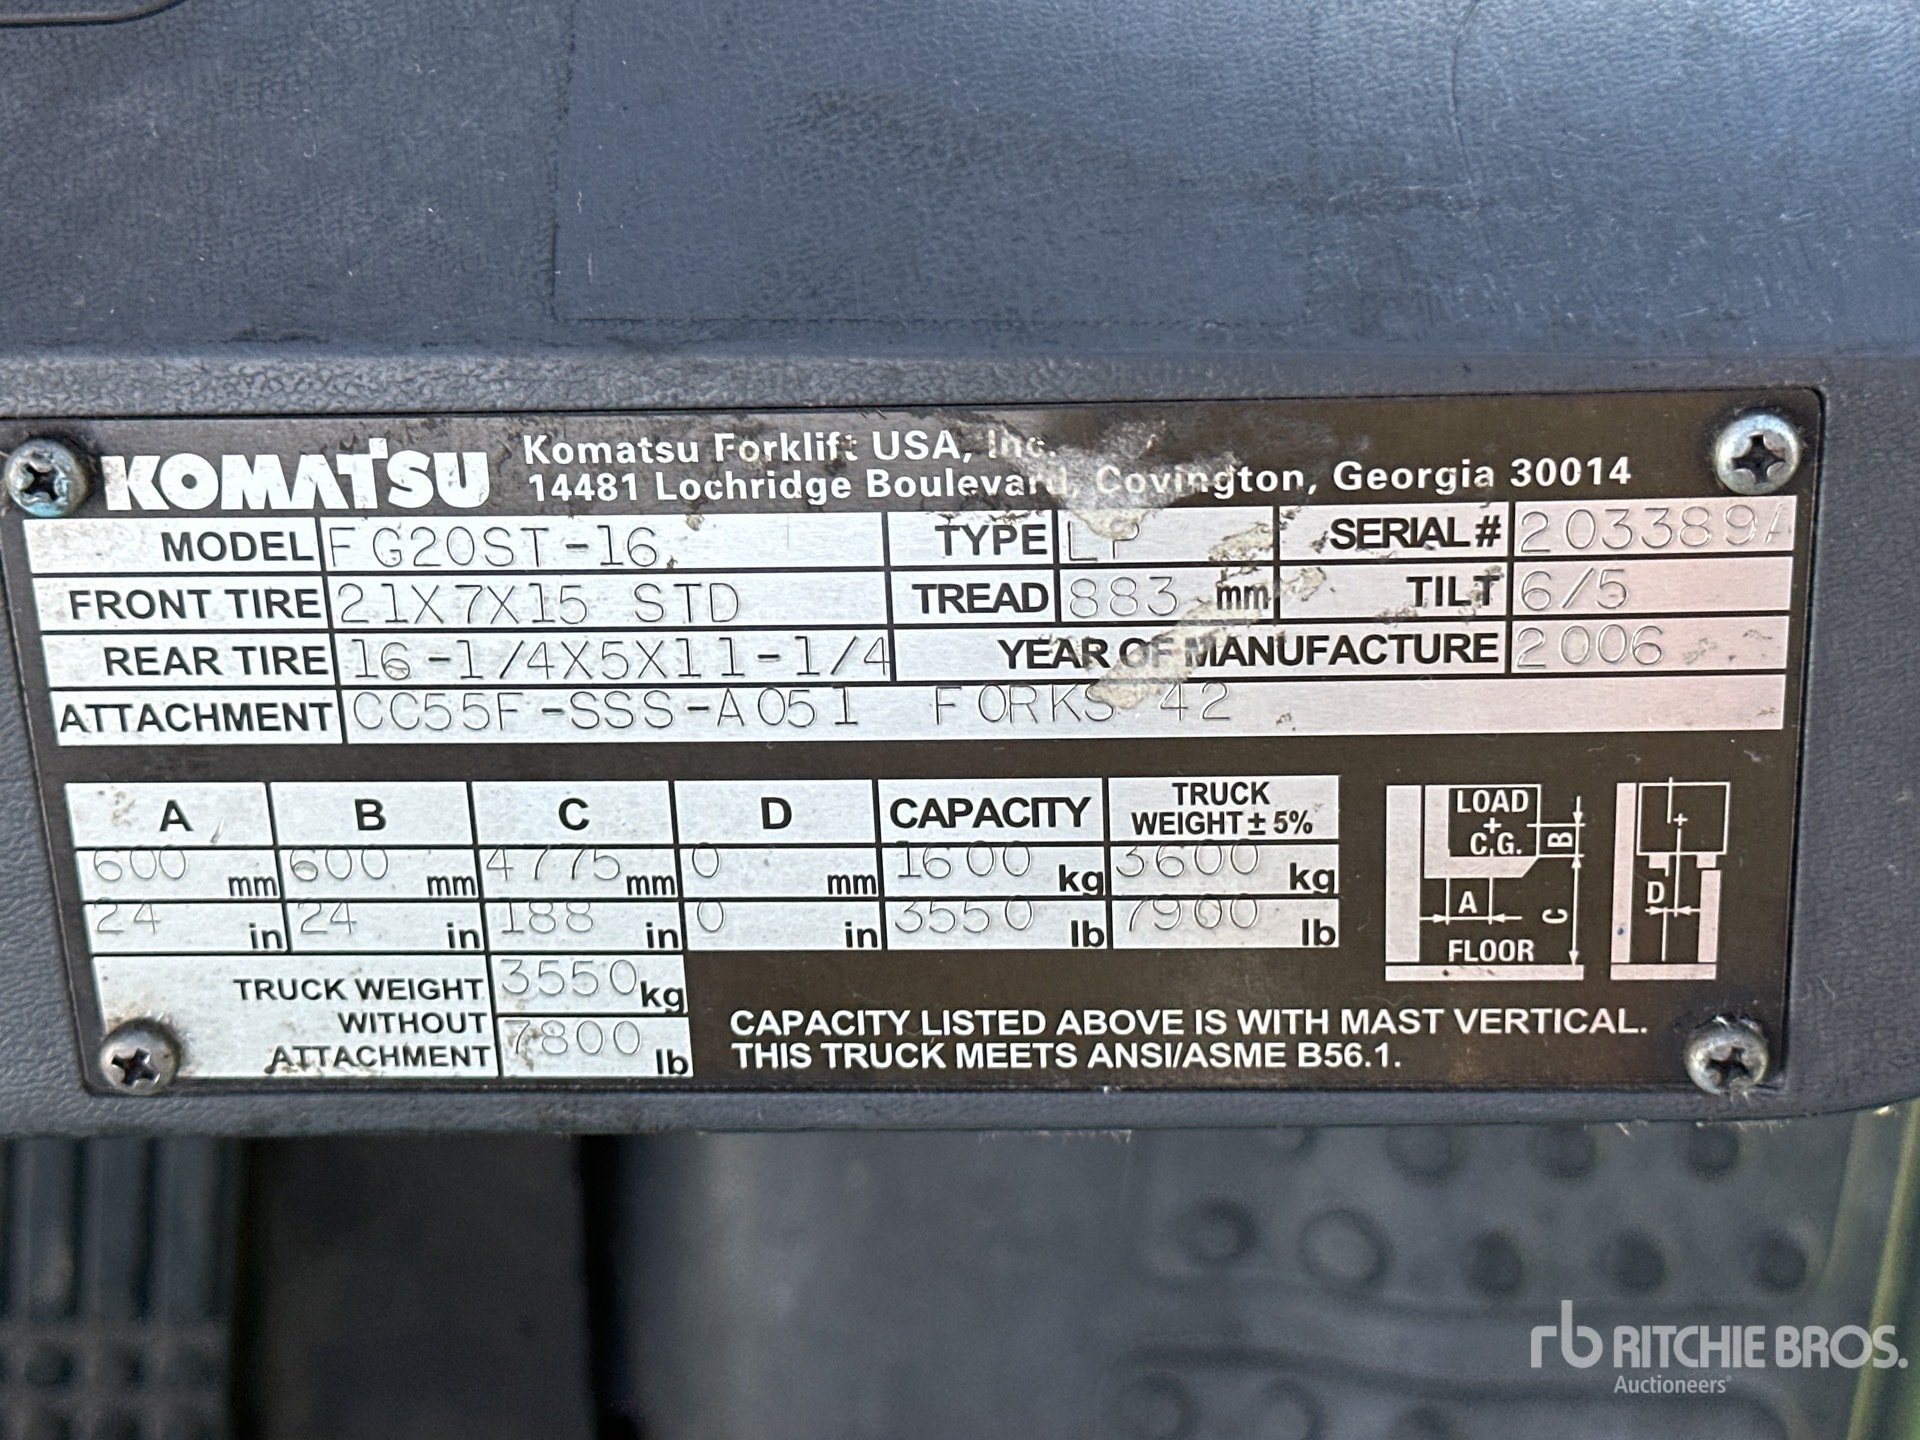 KOMATSU
Komatsu Forklift USA, Inc.
14481 Lochridge Boulevard, Covington, Georgia 30014
MODEL FG20ST-16 TYPE LP SERIAL # 203389A
FRONT TIRE 21X7X15 STD TREAD 883 mm TILT 6/5
REAR TIRE 16-1/4X5X11-1/4 YEAR OF MANUFACTURE 2006
ATTACHMENT CC55F-SSS-A051 FORKS 42
A B C D CAPACITY TRUCK WEIGHT ± 5%
600 mm 600 mm 4775 mm 0 mm 1600 kg 3600 kg
24 in 24 in 188 in 0 in 3550 lb 7900 lb
TRUCK WEIGHT WITHOUT ATTACHMENT 3550 kg
7800 lb
LOAD
+
C.G.
B
A
C
FLOOR
+
D
CAPACITY LISTED ABOVE IS WITH MAST VERTICAL.
THIS TRUCK MEETS ANSI/ASME B56.1.
rb RITCHIE BROS.
Auctioneers